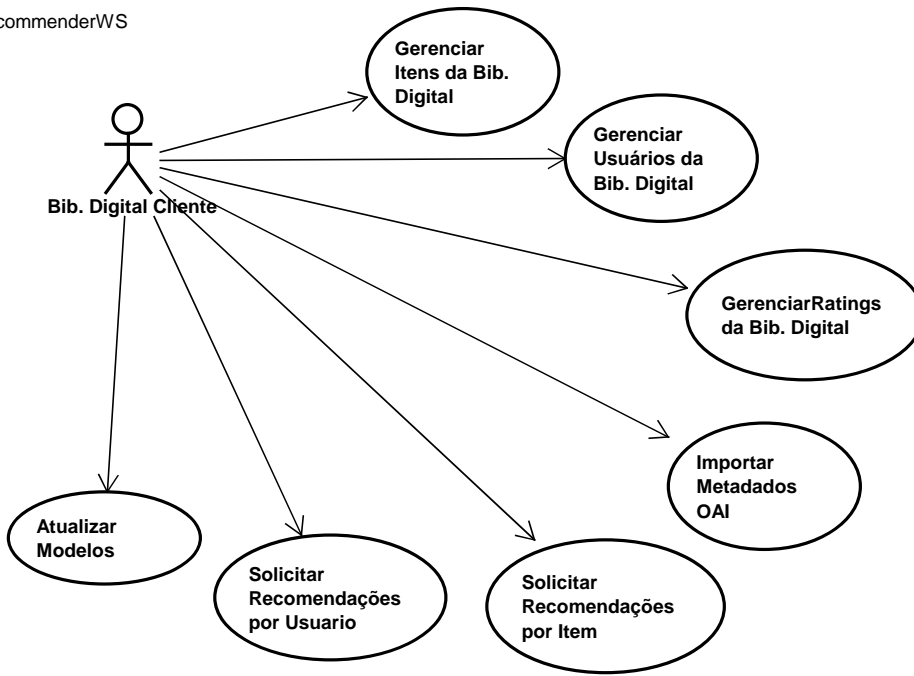 commenderWS
Gerenciar
Itens da Bib.
Digital
Gerenciar
Usuários da
Bib. Digital
Bib. Digital Cliente
GerenciarRatings
da Bib. Digital
Importar
Metadados
OAI
Atualizar
Modelos
Solicitar
Recomendações
por Usuario
Solicitar
Recomendações
por Item